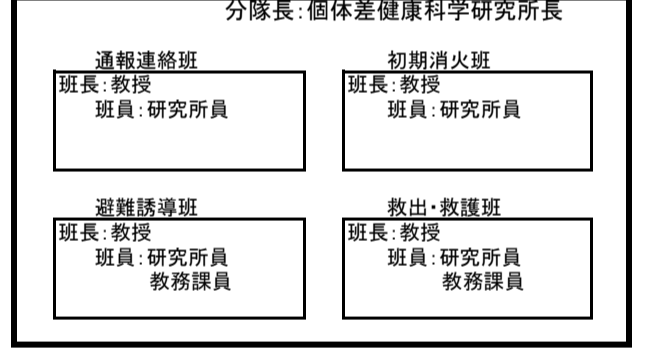 分隊長:個体差健康科学研究所長
通報連絡班
班長:教授
班員:研究所員
初期消火班
班長:教授
班員:研究所員
避難誘導班
班長:教授
班員:研究所員
教務課員
救出・救護班
班長:教授
班員:研究所員
教務課員